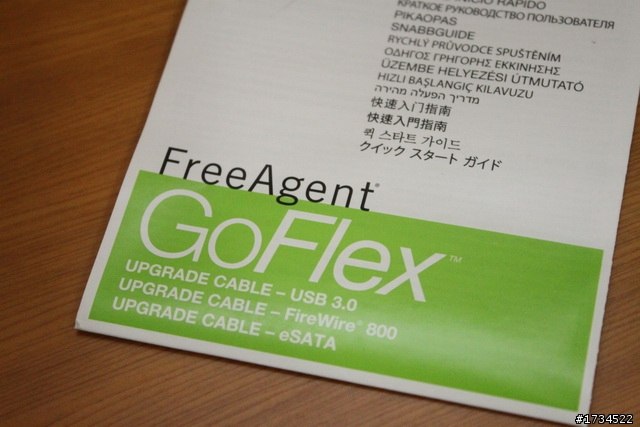 RÁPIDO
КРАТКОЕ РУКОВОДСТВО ПОЛЬЗОВАТЕЛЯ
PIKAOPAS
SNABBGUIDE
RYCHLÝ PRŮVODCE SPUŠTĚNÍM
ΟΔΗΓΟΣ ΓΡΗΓΟΡΗΣ ΕΚΚΙΝΗΣΗΣ
ÜZEMBE HELYEZÉSI ÚTMUTATÓ
HIZLI BAŞLANGIÇ KILAVUZU
מדריך הפעלה מהירה
快速入门指南
快速入門指南
퀵 스타트 가이드
クイック スタート ガイド
FreeAgent®
GoFlex™
UPGRADE CABLE – USB 3.0
UPGRADE CABLE – FireWire® 800
UPGRADE CABLE – eSATA
#1734522